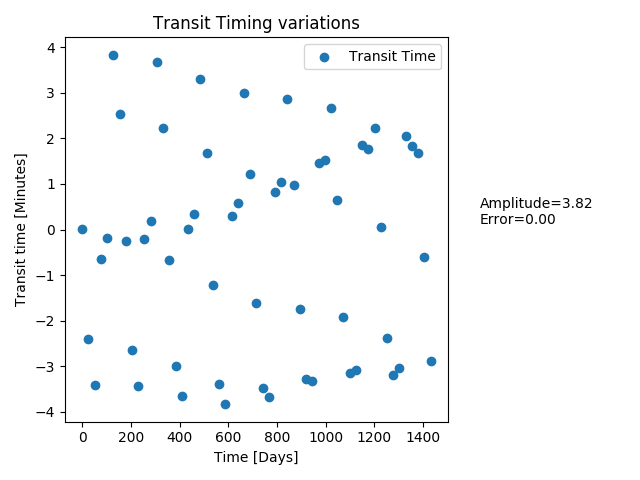 Transit Timing variations
Transit Time
Transit time [Minutes]
4
3
2
1
0
−1
−2
−3
−4
0 200 400 600 800 1000 1200 1400
Time [Days]
Amplitude=3.82
Error=0.00